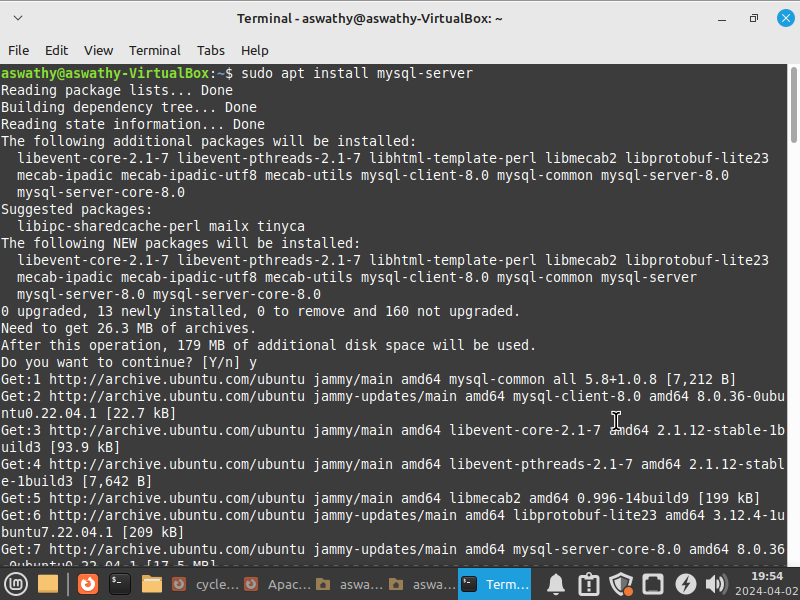 Terminal - aswathy@aswathy-VirtualBox: ~
File Edit View Terminal Tabs Help
aswathy@aswathy-VirtualBox:~$ sudo apt install mysql-server
Reading package lists... Done
Building dependency tree... Done
Reading state information... Done
The following additional packages will be installed:
  libevent-core-2.1-7 libevent-pthreads-2.1-7 libhtml-template-perl libmecab2 libprotobuf-lite23
  mecab-ipadic mecab-ipadic-utf8 mecab-utils mysql-client-8.0 mysql-common mysql-server-8.0
  mysql-server-core-8.0
Suggested packages:
  libipc-sharedcache-perl mailx tinyca
The following NEW packages will be installed:
  libevent-core-2.1-7 libevent-pthreads-2.1-7 libhtml-template-perl libmecab2 libprotobuf-lite23
  mecab-ipadic mecab-ipadic-utf8 mecab-utils mysql-client-8.0 mysql-common mysql-server
  mysql-server-8.0 mysql-server-core-8.0
0 upgraded, 13 newly installed, 0 to remove and 160 not upgraded.
Need to get 26.3 MB of archives.
After this operation, 179 MB of additional disk space will be used.
Do you want to continue? [Y/n] y
Get:1 http://archive.ubuntu.com/ubuntu jammy/main amd64 mysql-common all 5.8+1.0.8 [7,212 B]
Get:2 http://archive.ubuntu.com/ubuntu jammy-updates/main amd64 mysql-client-8.0 amd64 8.0.36-0ubu
ntu0.22.04.1 [22.7 kB]
Get:3 http://archive.ubuntu.com/ubuntu jammy/main amd64 libevent-core-2.1-7 amd64 2.1.12-stable-1b
uild3 [93.9 kB]
Get:4 http://archive.ubuntu.com/ubuntu jammy/main amd64 libevent-pthreads-2.1-7 amd64 2.1.12-stabl
e-1build3 [7,642 B]
Get:5 http://archive.ubuntu.com/ubuntu jammy/main amd64 libmecab2 amd64 0.996-14build9 [199 kB]
Get:6 http://archive.ubuntu.com/ubuntu jammy-updates/main amd64 libprotobuf-lite23 amd64 3.12.4-1u
buntu7.22.04.1 [209 kB]
Get:7 http://archive.ubuntu.com/ubuntu jammy-updates/main amd64 mysql-server-core-8.0 amd64 8.0.36
-0ubuntu0.22.04.1 [17.5 MB]
cycle... Apac... aswa... aswa... Term... 19:54
2024-04-02